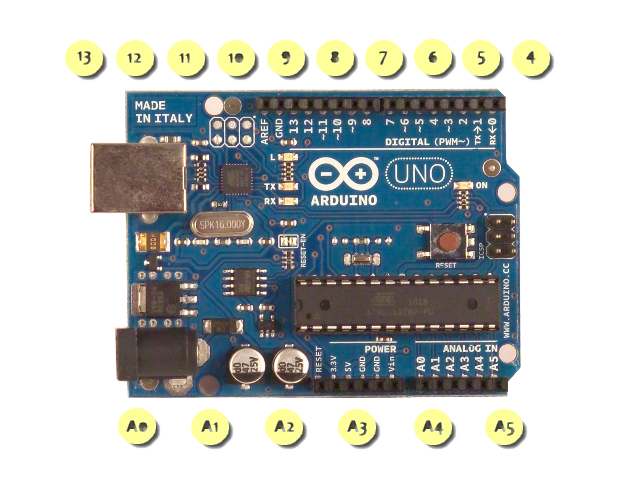 13 12 11 10 9 8 7 6 5 4
MADE
IN ITALY
AREF
GND
13
12
~11
~10
~9
8
7
~6
~5
4
~3
2
TX→1
RX←0
DIGITAL (PWM~)
L
TX
RX
ARDUINO
™
UNO
ON
SPK16.000Y
RESET-EN
RESET
ICSP
WWW.ARDUINO.CC
POWER
ANALOG IN
RESET
3.3V
5V
GND
GND
Vin
A0
A1
A2
A3
A4
A5
A0 A1 A2 A3 A4 A5